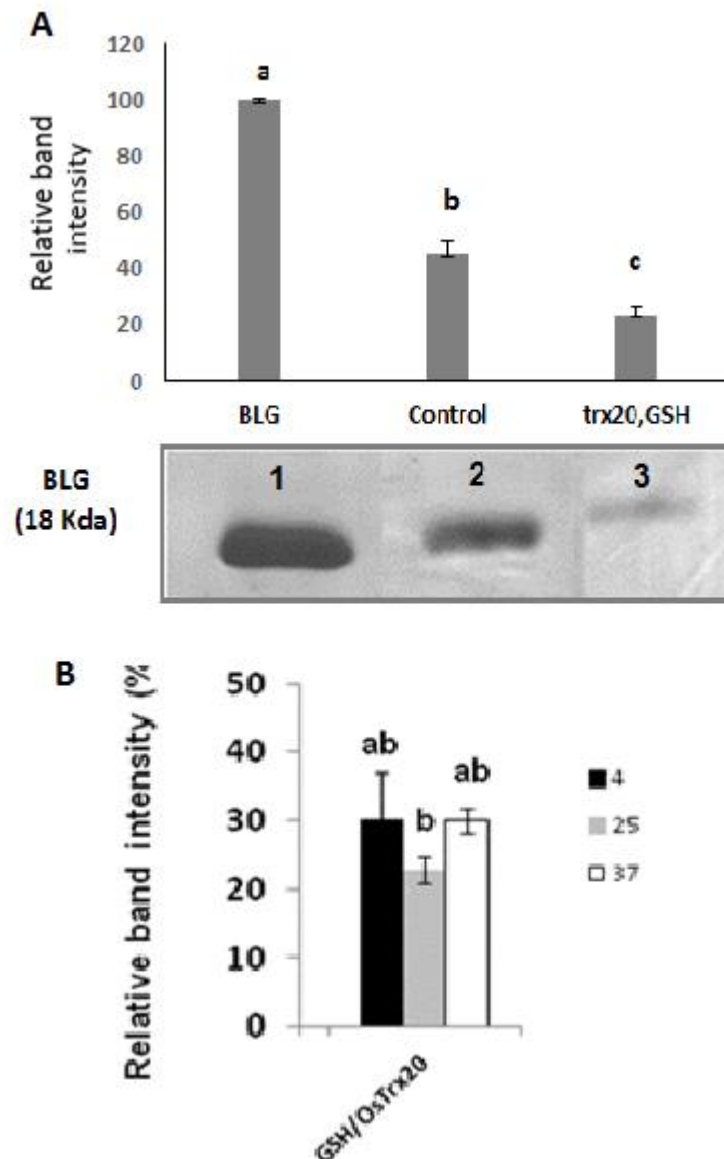 A
Relative band
intensity
120
100
80
60
40
20
0
a
b
c
BLG
Control
trx20,GSH
BLG
(18 Kda)
1
2
3
B
Relative band intensity (%
50
40
30
20
10
0
ab
b
ab
4
25
37
GSH/OsTrx20